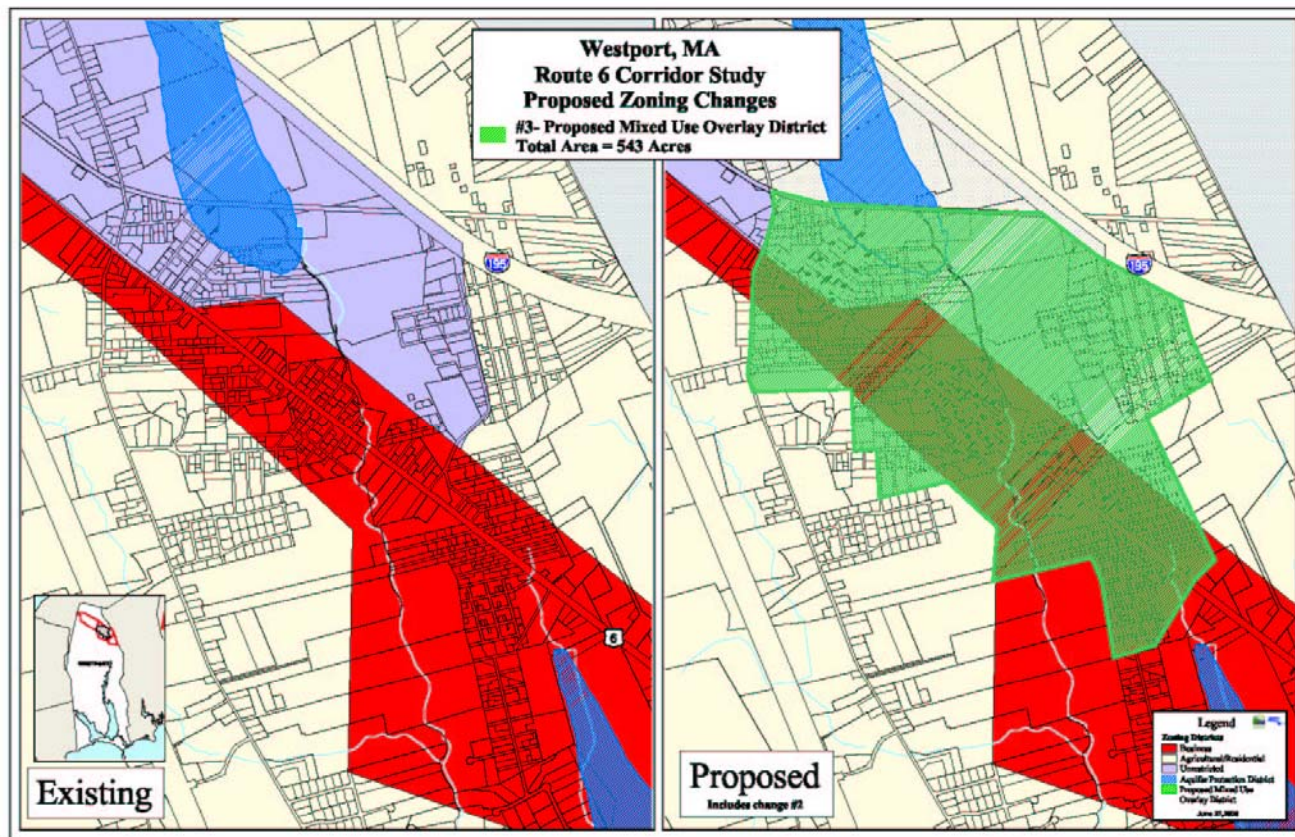 Westport, MA
Route 6 Corridor Study
Proposed Zoning Changes
#3- Proposed Mixed Use Overlay District
Total Area = 543 Acres
195
195
6
Existing
Proposed
Includes change #2
Legend
Zoning Districts
Business
Agricultural/Residential
Unrestricted
Aquifer Protection District
Proposed Mixed Use
Overlay District